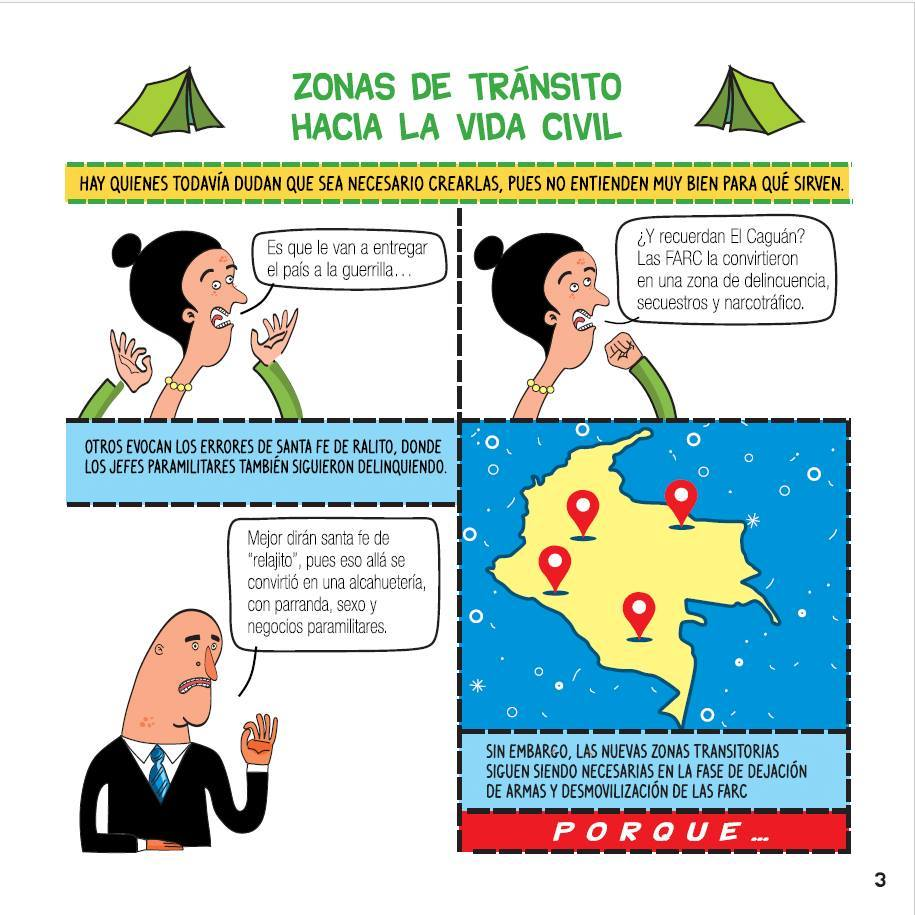 ZONAS DE TRÁNSITO
HACIA LA VIDA CIVIL
HAY QUIENES TODAVÍA DUDAN QUE SEA NECESARIO CREARLAS, PUES NO ENTIENDEN MUY BIEN PARA QUÉ SIRVEN.
Es que le van a entregar
el país a la guerrilla...
¿Y recuerdan El Caguán?
Las FARC la convirtieron
en una zona de delincuencia,
secuestros y narcotráfico.
OTROS EVOCAN LOS ERRORES DE SANTA FE DE RALITO, DONDE
LOS JEFES PARAMILITARES TAMBIÉN SIGUIERON DELINQUIENDO.
Mejor dirán santa fe de
“relajito”, pues eso allá se
convirtió en una alcahuetería,
con parranda, sexo y
negocios paramilitares.
SIN EMBARGO, LAS NUEVAS ZONAS TRANSITORIAS
SIGUEN SIENDO NECESARIAS EN LA FASE DE DEJACIÓN
DE ARMAS Y DESMOVILIZACIÓN DE LAS FARC
PORQUE...
3